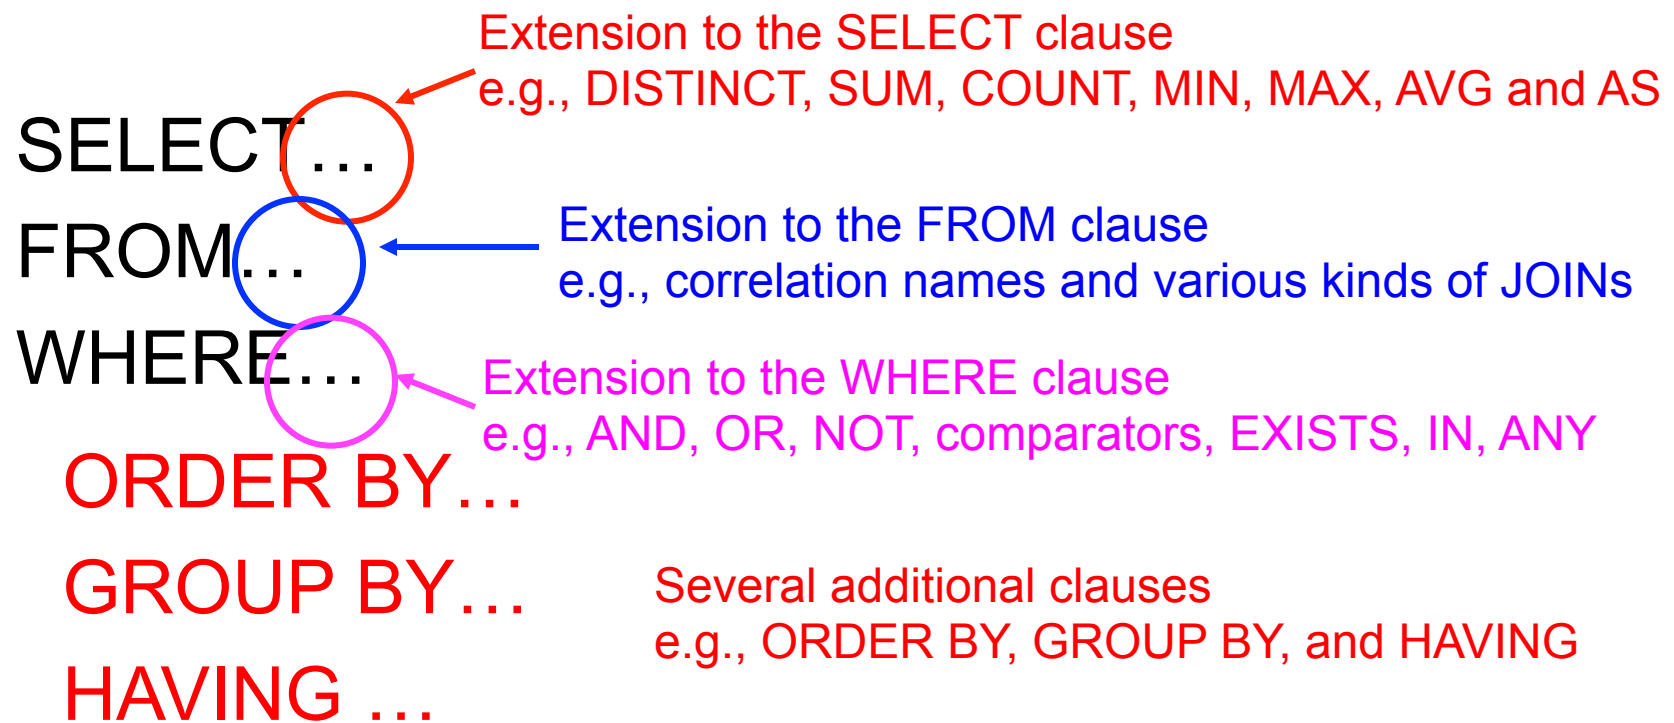 Extension to the SELECT clause
e.g., DISTINCT, SUM, COUNT, MIN, MAX, AVG and AS
SELECT…
FROM…
Extension to the FROM clause
e.g., correlation names and various kinds of JOINs
WHERE…
Extension to the WHERE clause
e.g., AND, OR, NOT, comparators, EXISTS, IN, ANY
ORDER BY…
GROUP BY…
Several additional clauses
e.g., ORDER BY, GROUP BY, and HAVING
HAVING …